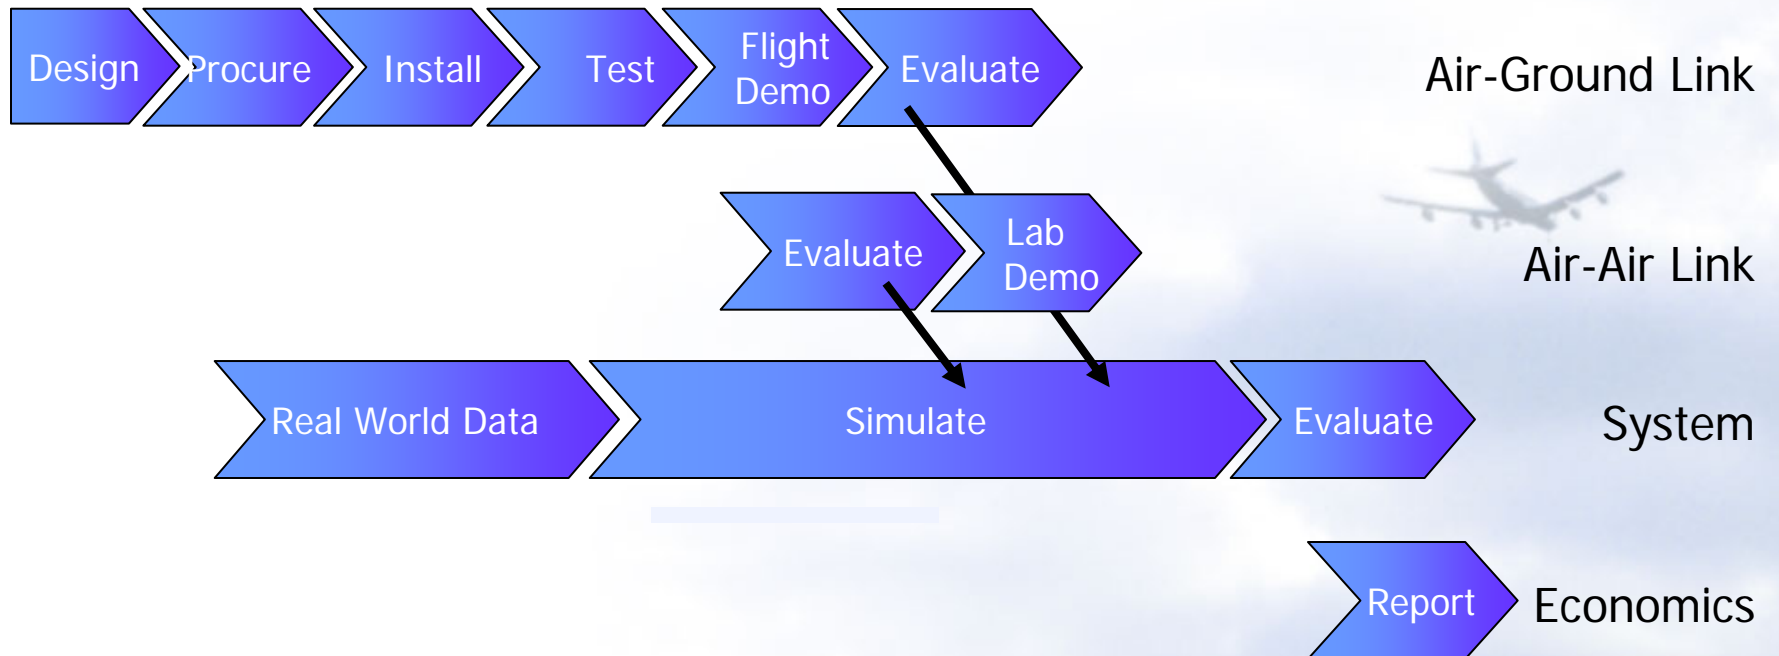 Design
Procure
Install
Test
Flight
Demo
Evaluate
Air-Ground Link
Evaluate
Lab
Demo
Air-Air Link
Real World Data
Simulate
Evaluate
System
Report
Economics